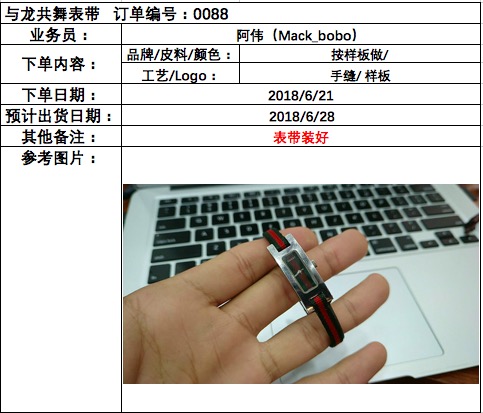 与龙共舞表带 订单编号：0088
业务员： 阿伟（Mack_bobo）
下单内容： 品牌/皮料/颜色： 按样板做/
工艺/Logo： 手缝/ 样板
下单日期： 2018/6/21
预计出货日期： 2018/6/28
其他备注： 表带装好
参考图片：